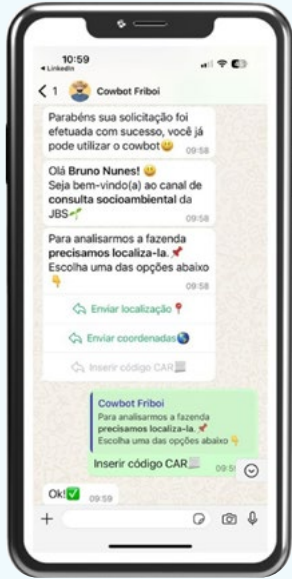 10:59
◂ LinkedIn
1 Cowbot Friboi
Parabéns sua solicitação foi
efetuada com sucesso, você já
pode utilizar o cowbot😀 09:58
Olá Bruno Nunes! 😀
Seja bem-vindo(a) ao canal de
consulta socioambiental da
JBS🌱 09:58
Para analisarmos a fazenda
precisamos localiza-la.📌
Escolha uma das opções abaixo
👇 09:58
Enviar localização📍
Enviar coordenadas🌎
Inserir código CAR
Cowbot Friboi
Para analisarmos a fazenda
precisamos localiza-la.📌
Escolha uma das opções abaixo👇
Inserir código CAR
Ok!✅ 09:59